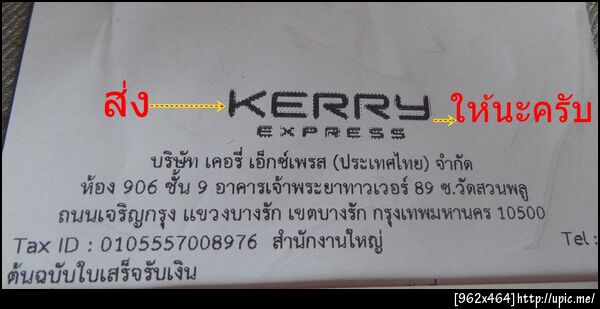 ส่ง KERRY ให้นะครับ
EXPRESS
บริษัท เคอรี่ เอ็กซ์เพรส (ประเทศไทย) จำกัด
ห้อง 906 ชั้น 9 อาคารเจ้าพระยาทาวเวอร์ 89 ซ.วัดสวนพลู
ถนนเจริญกรุง แขวงบางรัก เขตบางรัก กรุงเทพมหานคร 10500
Tax ID : 0105557008976 สำนักงานใหญ่ Tel :
ต้นฉบับใบเสร็จรับเงิน
[962x464] http://upic.me/